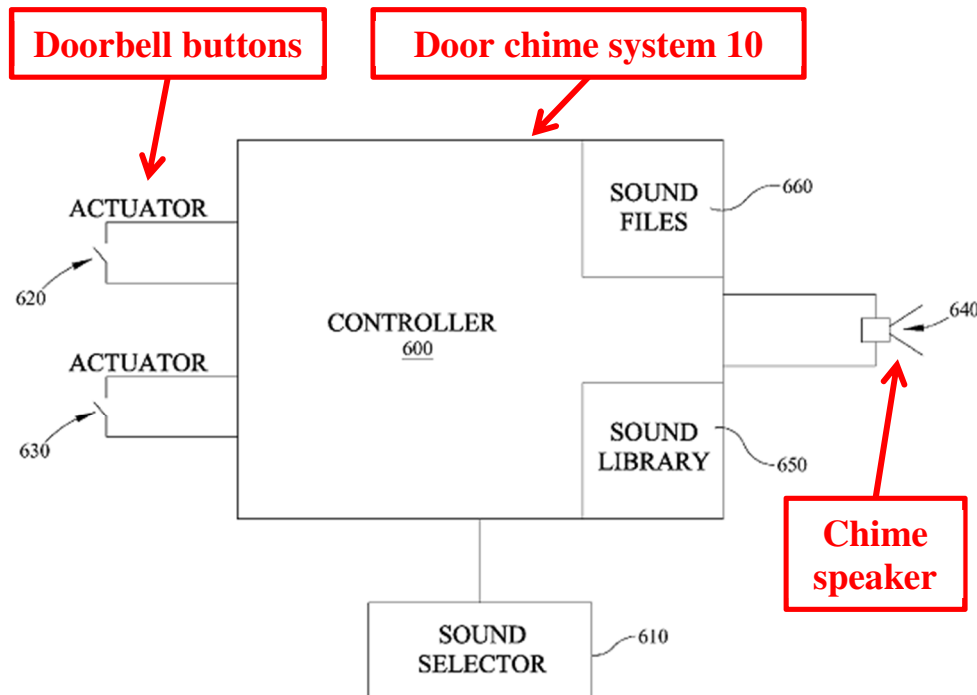 Doorbell buttons
Door chime system 10
SOUND
FILES
660
ACTUATOR
620
CONTROLLER
600
640
ACTUATOR
630
SOUND
LIBRARY
650
Chime
speaker
SOUND
SELECTOR
610